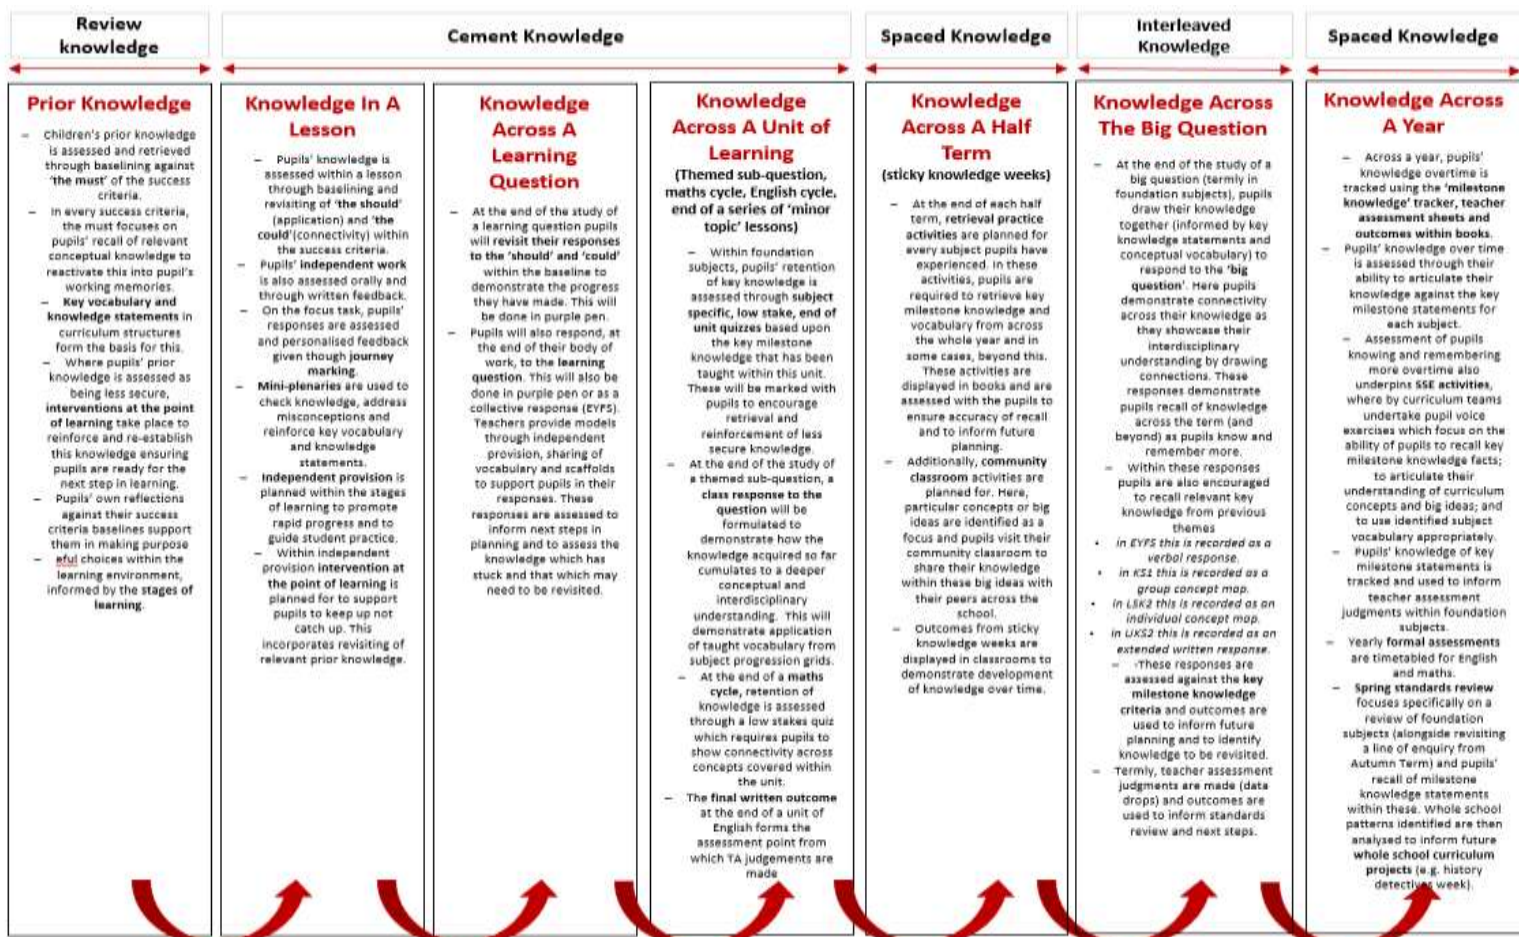 Review
knowledge
Cement Knowledge
Spaced Knowledge
Interleaved
Knowledge
Spaced Knowledge
Prior Knowledge
– Children's prior knowledge
is assessed and retrieved
through baselining against
'the must' of the success
criteria.
– In every success criteria,
the must focuses on
pupils' recall of relevant
conceptual knowledge to
reactivate this into pupil's
working memories.
– Key vocabulary and
knowledge statements in
curriculum structures
form the basis for this.
– Where pupils' prior
knowledge is assessed as
being less secure,
interventions at the point
of learning take place to
reinforce and re-establish
this knowledge ensuring
pupils are ready for the
next step in learning.
– Pupils' own reflections
against their success
criteria baselines support
them in making purpose
– eful choices within the
learning environment,
informed by the stages of
learning.
Knowledge In A
Lesson
– Pupils' knowledge is
assessed within a lesson
through baselining and
revisiting of 'the should'
(application) and 'the
could'(connectivity) within
the success criteria.
– Pupils' independent work
is also assessed orally and
through written feedback.
– On the focus task, pupils'
responses are assessed
and personalised feedback
given though journey
marking.
– Mini-plenaries are used to
check knowledge, address
misconceptions and
reinforce key vocabulary
and knowledge
statements.
– Independent provision is
planned within the stages
of learning to promote
rapid progress and to
guide student practice.
– Within independent
provision intervention at
the point of learning is
planned for to support
pupils to keep up not
catch up. This
incorporates revisiting of
relevant prior knowledge.
Knowledge
Across A
Learning
Question
– At the end of the study of
a learning question pupils
will revisit their responses
to the 'should' and 'could'
within the baseline to
demonstrate the progress
they have made. This will
be done in purple pen.
– Pupils will also respond, at
the end of their body of
work, to the learning
question. This will also be
done in purple pen or as a
collective response (EYFS).
Teachers provide models
through independent
provision, sharing of
vocabulary and scaffolds
to support pupils in their
responses. These
responses are assessed to
inform next steps in
planning and to assess the
knowledge which has
stuck and that which may
need to be revisited.
Knowledge
Across A Unit of
Learning
(Themed sub-question,
maths cycle, English cycle,
end of a series of 'minor
topic' lessons)
– Within foundation
subjects, pupils' retention
of key knowledge is
assessed through subject
specific, low stake, end of
unit quizzes based upon
the key milestone
knowledge that has been
taught within this unit.
These will be marked with
pupils to encourage
retrieval and
reinforcement of less
secure knowledge.
– At the end of the study of
a themed sub-question, a
class response to the
question will be
formulated to
demonstrate how the
knowledge acquired so far
cumulates to a deeper
conceptual and
interdisciplinary
understanding. This will
demonstrate application
of taught vocabulary from
subject progression grids.
– At the end of a maths
cycle, retention of
knowledge is assessed
through a low stakes quiz
which requires pupils to
show connectivity across
concepts covered within
the unit.
– The final written outcome
at the end of a unit of
English forms the
assessment point from
which TA judgements are
made
Knowledge
Across A Half
Term
(sticky knowledge weeks)
– At the end of each half
term, retrieval practice
activities are planned for
every subject pupils have
experienced. In these
activities, pupils are
required to retrieve key
milestone knowledge and
vocabulary from across
the whole year and in
some cases, beyond this.
These activities are
displayed in books and are
assessed with the pupils to
ensure accuracy of recall
and to inform future
planning.
– Additionally, community
classroom activities are
planned for. Here,
particular concepts or big
ideas are identified as a
focus and pupils visit their
community classroom to
share their knowledge
within these big ideas with
their peers across the
school.
– Outcomes from sticky
knowledge weeks are
displayed in classrooms to
demonstrate development
of knowledge over time.
Knowledge Across
The Big Question
– At the end of the study of a
big question (termly in
foundation subjects), pupils
draw their knowledge
together (informed by key
knowledge statements and
conceptual vocabulary) to
respond to the 'big
question'. Here pupils
demonstrate connectivity
across their knowledge as
they showcase their
interdisciplinary
understanding by drawing
connections. These
responses demonstrate
pupils recall of knowledge
across the term (and
beyond) as pupils know and
remember more.
– Within these responses
pupils are also encouraged
to recall relevant key
knowledge from previous
themes
• in EYFS this is recorded as a
verbal response.
• in KS1 this is recorded as a
group concept map.
• in LSK2 this is recorded as an
individual concept map.
• in UKS2 this is recorded as an
extended written response.
– These responses are
assessed against the key
milestone knowledge
criteria and outcomes are
used to inform future
planning and to identify
knowledge to be revisited.
– Termly, teacher assessment
judgments are made (data
drops) and outcomes are
used to inform standards
review and next steps.
Knowledge Across
A Year
– Across a year, pupils'
knowledge overtime is
tracked using the 'milestone
knowledge' tracker, teacher
assessment sheets and
outcomes within books.
– Pupils' knowledge over time
is assessed through their
ability to articulate their
knowledge against the key
milestone statements for
each subject.
– Assessment of pupils
knowing and remembering
more overtime also
underpins SSE activities,
where by curriculum teams
undertake pupil voice
exercises which focus on the
ability of pupils to recall key
milestone knowledge facts;
to articulate their
understanding of curriculum
concepts and big ideas; and
to use identified subject
vocabulary appropriately.
– Pupils' knowledge of key
milestone statements is
tracked and used to inform
teacher assessment
judgments within foundation
subjects.
– Yearly formal assessments
are timetabled for English
and maths.
– Spring standards review
focuses specifically on a
review of foundation
subjects (alongside revisiting
a line of enquiry from
Autumn Term) and pupils'
recall of milestone
knowledge statements
within these. Whole school
patterns identified are then
analysed to inform future
whole school curriculum
projects (e.g. history
detectives week).